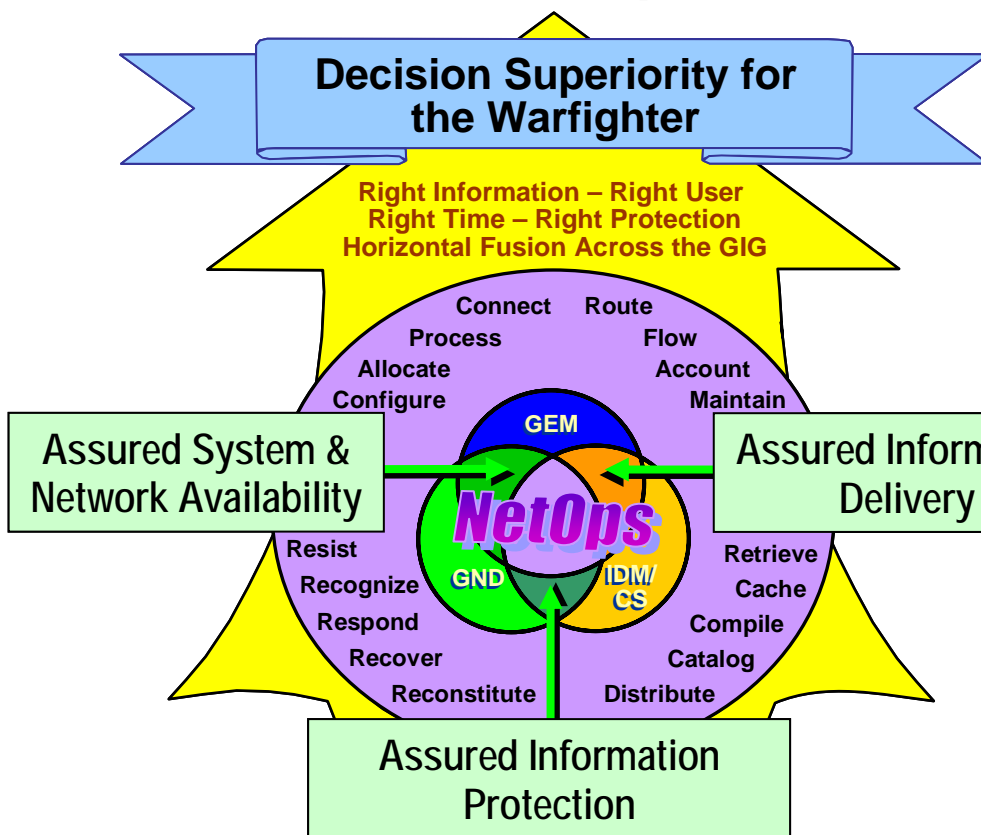 Decision Superiority for
the Warfighter
Right Information – Right User
Right Time – Right Protection
Horizontal Fusion Across the GIG
Connect
Route
Process
Flow
Allocate
Account
Configure
Maintain
GEM
Assured System &
Network Availability
Assured
Delivery
NetOps
GND
IDM/
CS
Resist
Recognize
Respond
Recover
Reconstitute
Retrieve
Cache
Compile
Catalog
Distribute
Assured Information
Protection